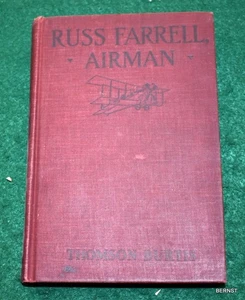 RUSS FARRELL,
· AIRMAN ·
THOMSON BURTIS
BERNST